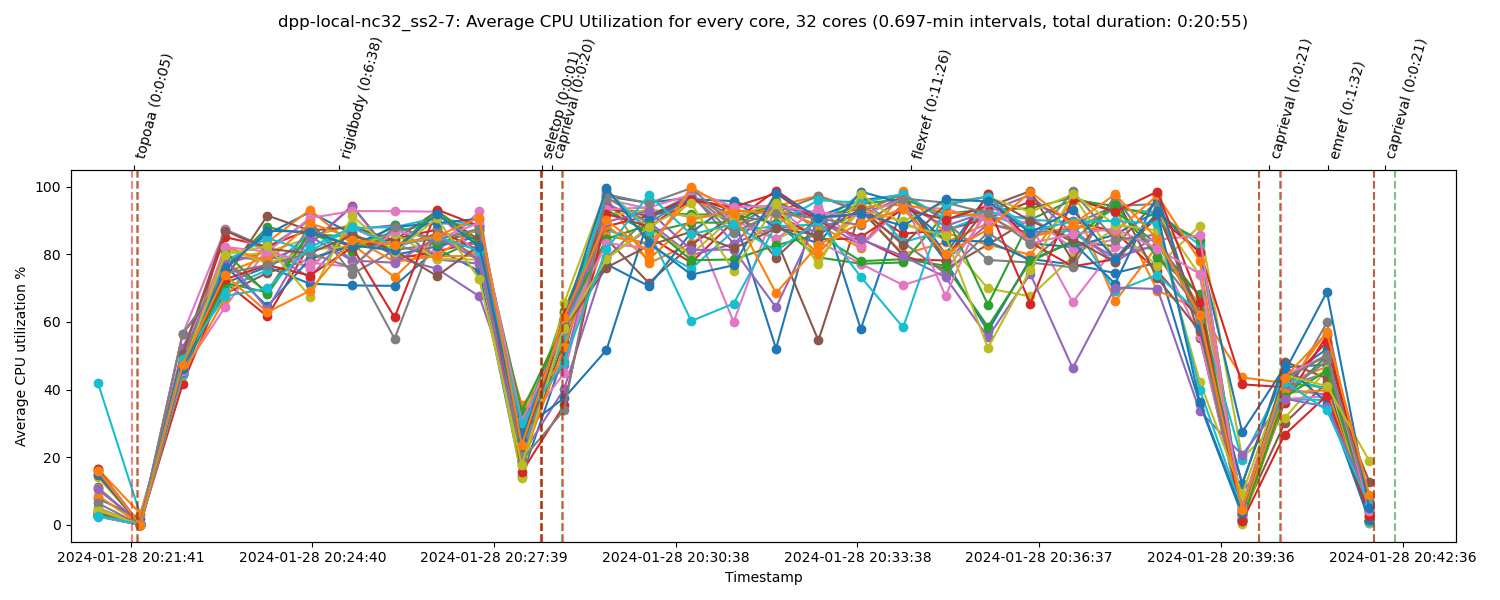 dpp-local-nc32_ss2-7: Average CPU Utilization for every core, 32 cores (0.697-min intervals, total duration: 0:20:55)
topoaa (0:0:05)
rigidbody (0:6:38)
seletop (0:0:01)
caprieval (0:0:20)
flexref (0:11:26)
caprieval (0:0:21)
emref (0:1:32)
caprieval (0:0:21)
Average CPU utilization %
100
80
60
40
20
0
2024-01-28 20:21:41
2024-01-28 20:24:40
2024-01-28 20:27:39
2024-01-28 20:30:38
2024-01-28 20:33:38
2024-01-28 20:36:37
2024-01-28 20:39:36
2024-01-28 20:42:36
Timestamp